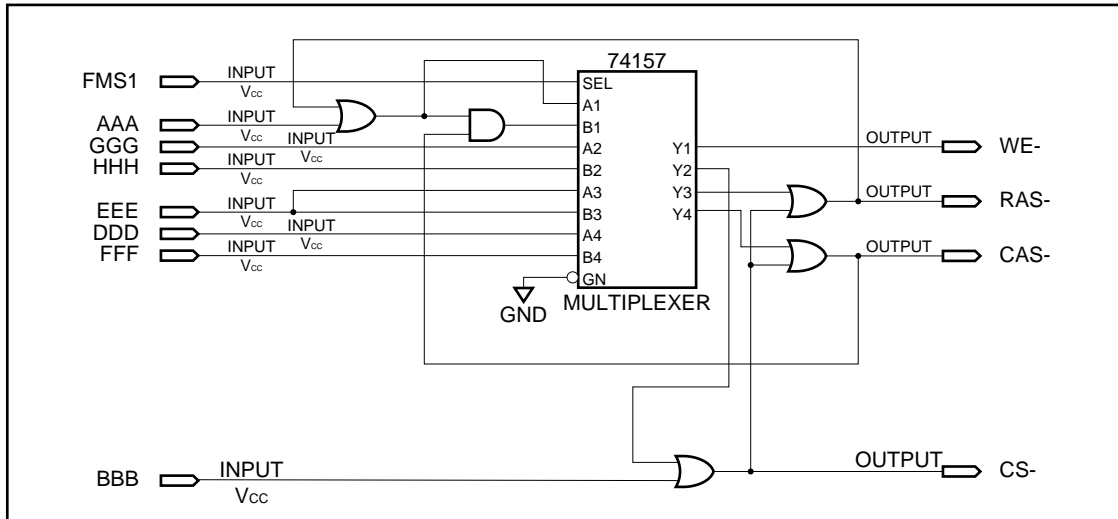 74157
FMS1 INPUT VCC SEL
A1
AAA INPUT VCC B1
GGG INPUT VCC A2 Y1 OUTPUT WE-
HHH INPUT VCC B2 Y2
A3 Y3
EEE INPUT VCC B3 Y4 OUTPUT RAS-
DDD INPUT VCC A4
FFF INPUT VCC B4 OUTPUT CAS-
GN
GND MULTIPLEXER
BBB INPUT VCC OUTPUT CS-